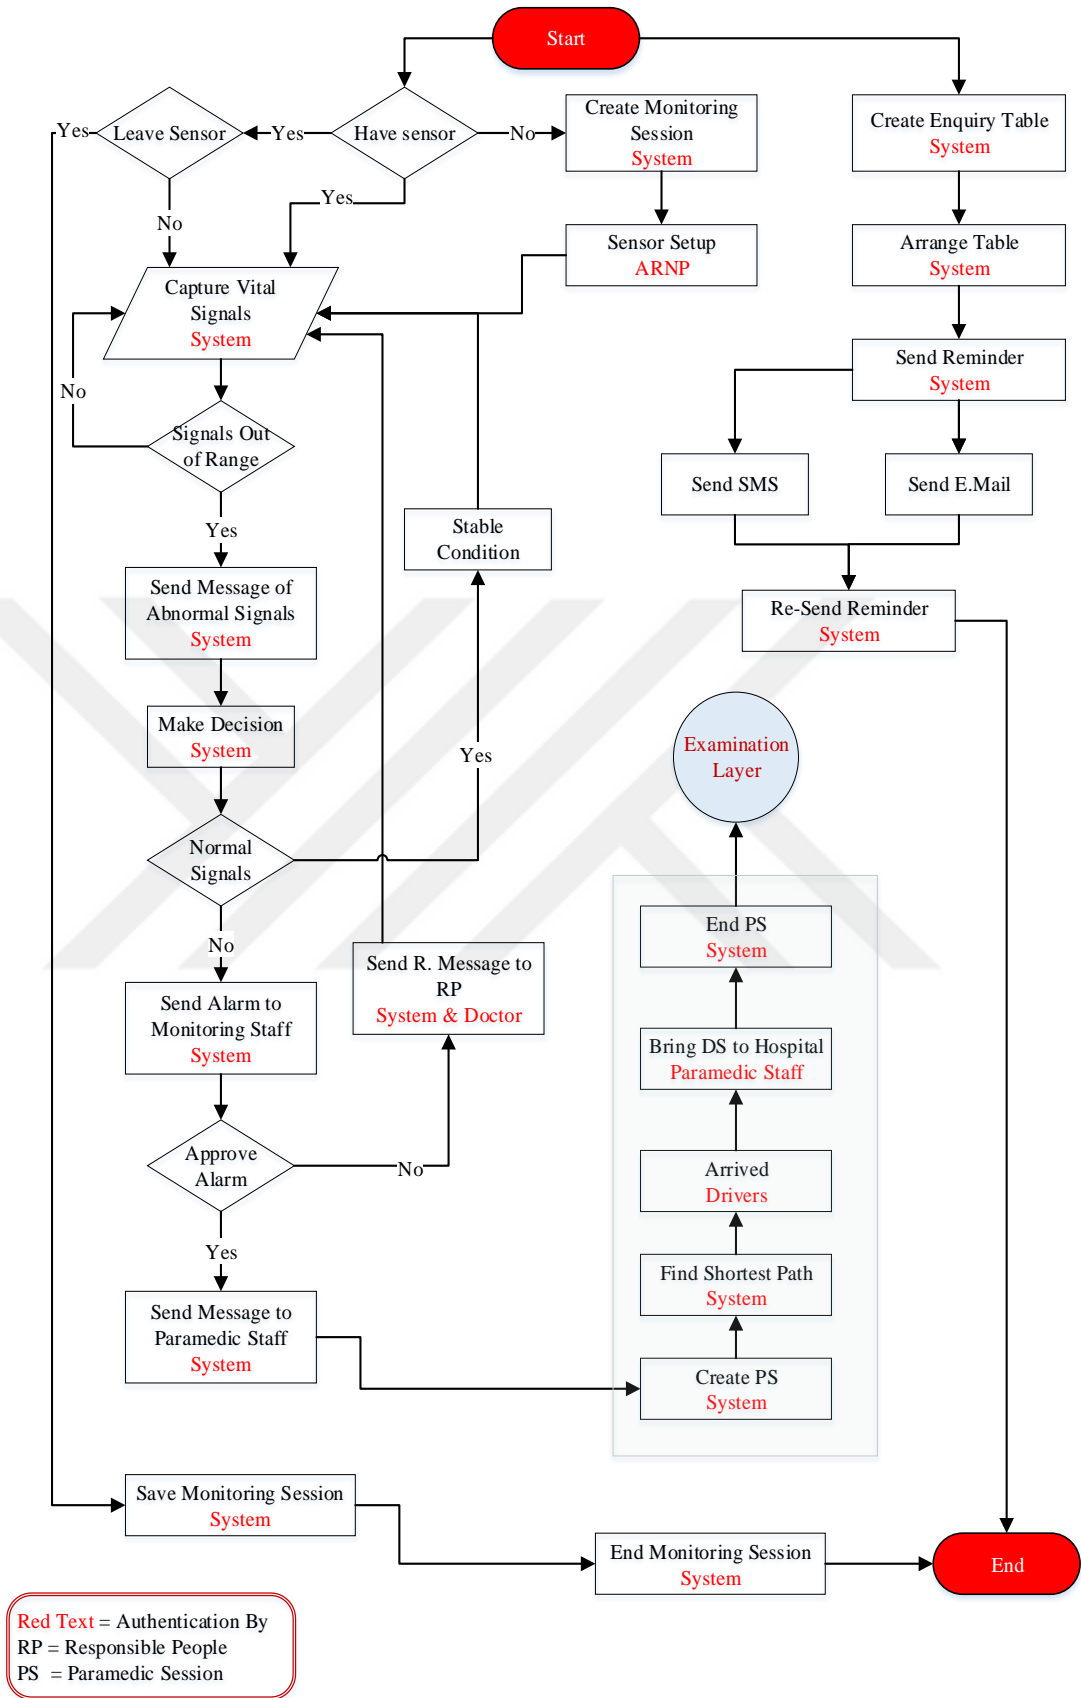 Start
Yes
Leave Sensor
Yes
Have sensor
No
Create Monitoring
Session
System
Create Enquiry Table
System
Yes
No
Sensor Setup
ARNP
Arrange Table
System
Capture Vital
Signals
System
Send Reminder
System
No
Signals Out
of Range
Send SMS
Send E.Mail
Yes
Stable
Condition
Send Message of
Abnormal Signals
System
Re-Send Reminder
System
Make Decision
System
Yes
Examination
Layer
Normal
Signals
No
End PS
System
Send R. Message to
RP
System & Doctor
Send Alarm to
Monitoring Staff
System
Bring DS to Hospital
Paramedic Staff
Approve
Alarm
No
Arrived
Drivers
Yes
Find Shortest Path
System
Send Message to
Paramedic Staff
System
Create PS
System
Save Monitoring Session
System
End Monitoring Session
System
End
Red Text = Authentication By
RP = Responsible People
PS = Paramedic Session